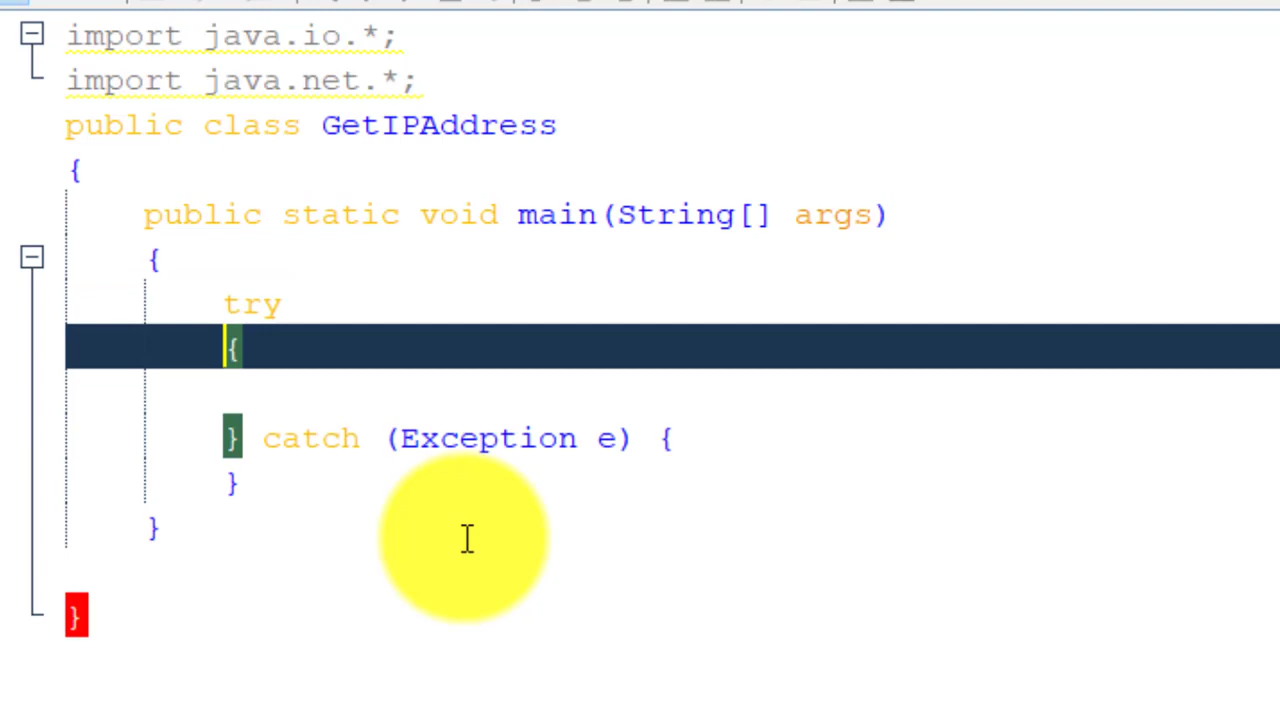 import java.io.*;
import java.net.*;
public class GetIPAddress
{
public static void main(String[] args)
{
try
{
} catch (Exception e) {
}
}
}